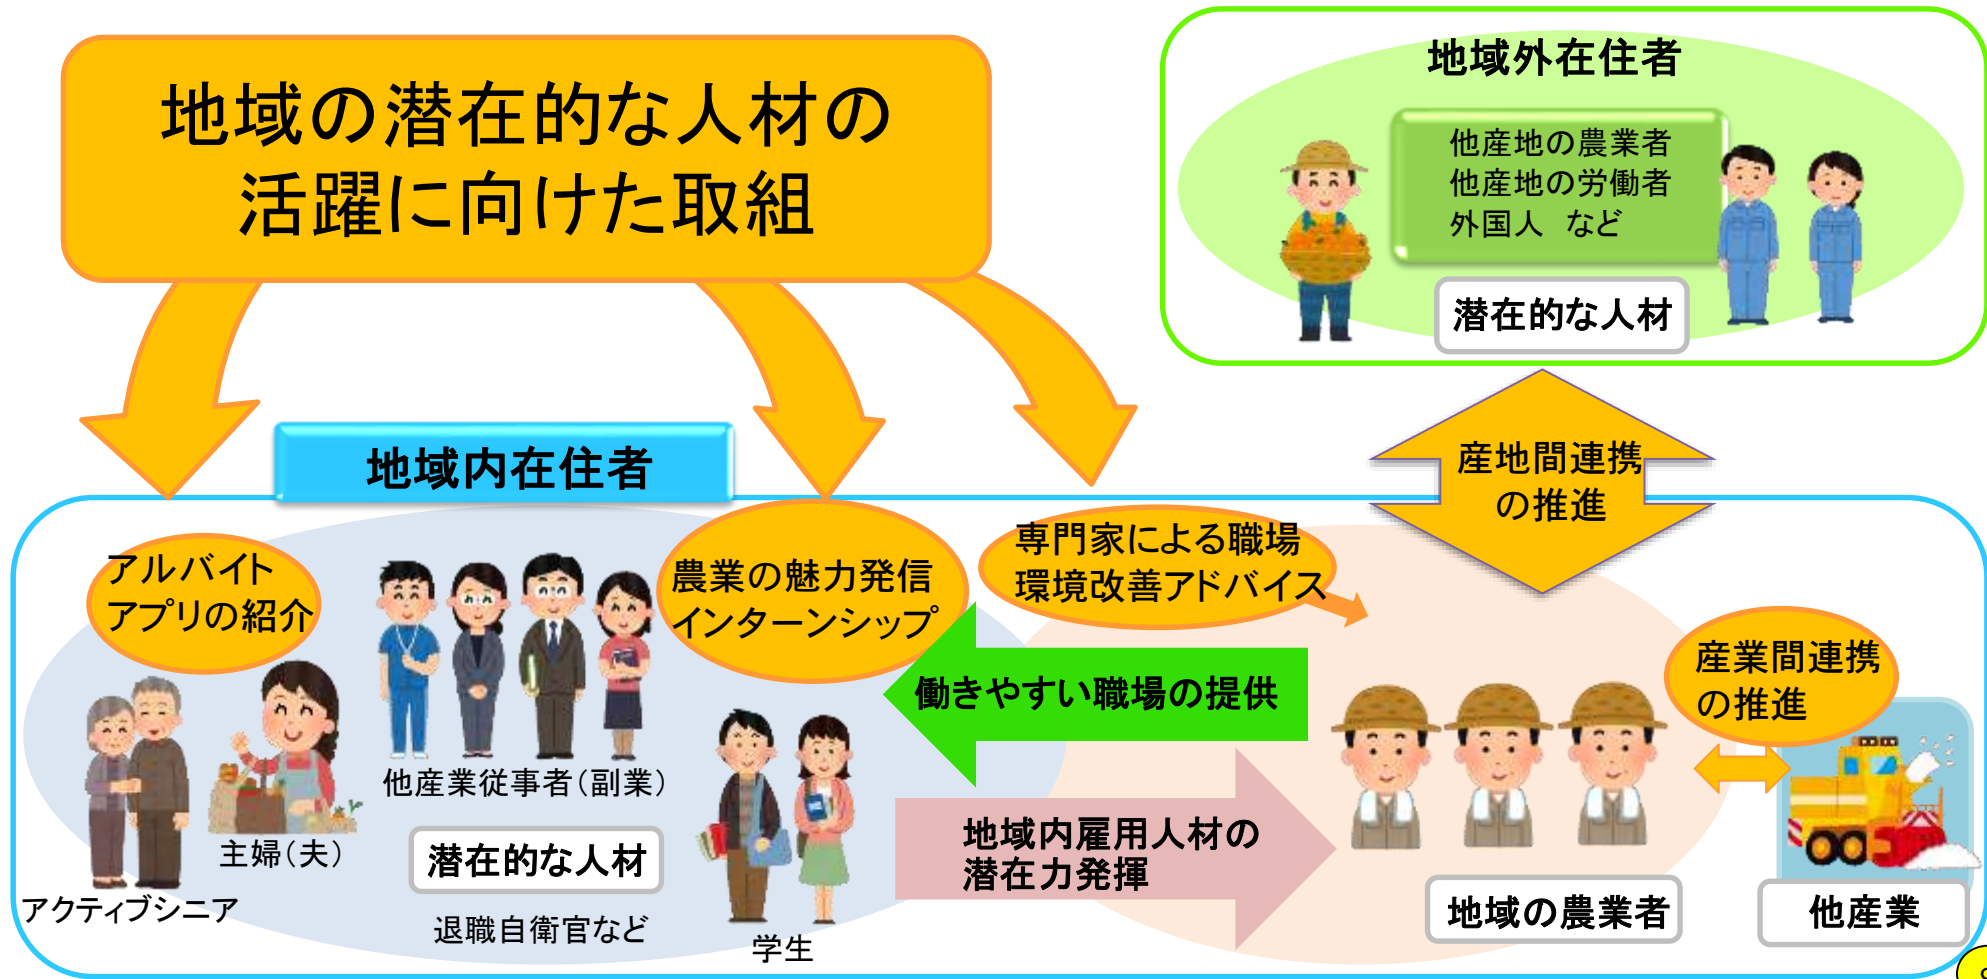 地域の潜在的な人材の
活躍に向けた取組
地域外在住者
他産地の農業者
他産地の労働者
外国人 など
潜在的な人材
産地間連携
の推進
地域内在住者
アルバイト
アプリの紹介
農業の魅力発信
インターンシップ
専門家による職場
環境改善アドバイス
産業間連携
の推進
働きやすい職場の提供
地域内雇用人材の
潜在力発揮
他産業従事者（副業）
主婦（夫）
アクティブシニア
潜在的な人材
退職自衛官など
学生
地域の農業者
他産業